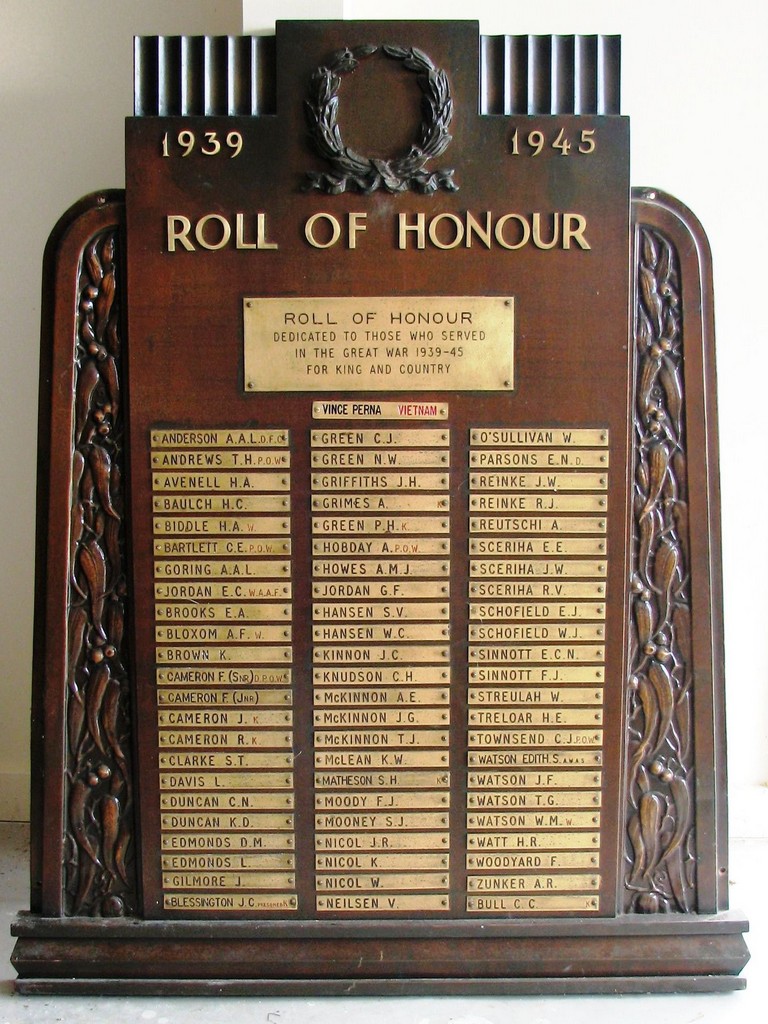 1939 1945
ROLL OF HONOUR
ROLL OF HONOUR
DEDICATED TO THOSE WHO SERVED
IN THE GREAT WAR 1939-45
FOR KING AND COUNTRY
VINCE PERNA VIETNAM
ANDERSON A.A.L. D.F.C.
ANDREWS T.H. P.O.W.
AVENELL H.A.
BAULCH H.C.
BIDDLE H.A. W.
BARTLETT C.E. P.O.W.
GORING A.A.L.
JORDAN E.C. W.A.A.F.
BROOKS E.A.
BLOXOM A.F. W.
BROWN K.
CAMERON F. (SNR) D.P.O.W.
CAMERON F. (JNR)
CAMERON J. K.
CAMERON R. K.
CLARKE S.T.
DAVIS L.
DUNCAN C.N.
DUNCAN K.D.
EDMONDS D.M.
EDMONDS L.
GILMORE J.
BLESSINGTON J.C.
GREEN C.J.
GREEN N.W.
GRIFFITHS J.H.
GRIMES A. K
GREEN P.H. K.
HOBDAY A. P.O.W.
HOWES A.M.J.
JORDAN G.F.
HANSEN S.V.
HANSEN W.C.
KINNON J.C.
KNUDSON C.H.
McKINNON A.E.
McKINNON J.G.
McKINNON T.J.
McLEAN K.W.
MATHESON S.H K
MOODY F.J.
MOONEY S.J.
NICOL J.R.
NICOL K.
NICOL W.
NEILSEN V.
O'SULLIVAN W.
PARSONS E.N. D.
REINKE J.W.
REINKE R.J.
REUTSCHI A.
SCERIHA E.E.
SCERIHA J.W.
SCERIHA R.V.
SCHOFIELD E.J.
SCHOFIELD W.J.
SINNOTT E.C.N.
SINNOTT F.J.
STREULAH W.
TRELOAR H.E.
TOWNSEND C.J. P.O.W.
WATSON EDITH.S. A.W.A.S
WATSON J.F.
WATSON T.G.
WATSON W.M. W.
WATT H.R.
WOODYARD F.
ZUNKER A.R.
BULL C C K